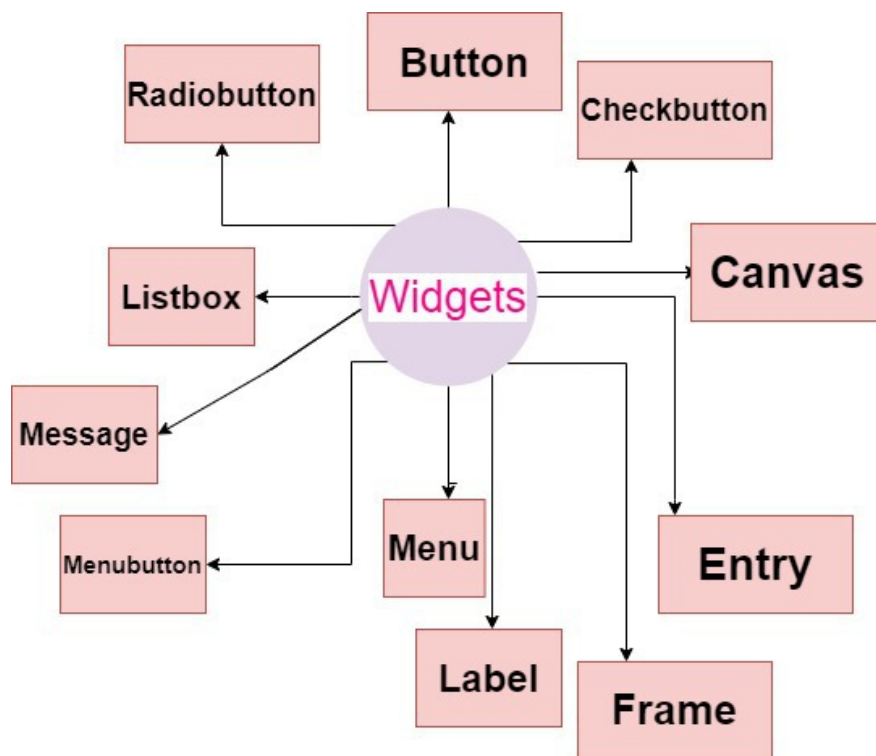 Button
Radiobutton
Checkbutton
Canvas
Listbox
Widgets
Message
Menu
Menubutton
Entry
Label
Frame